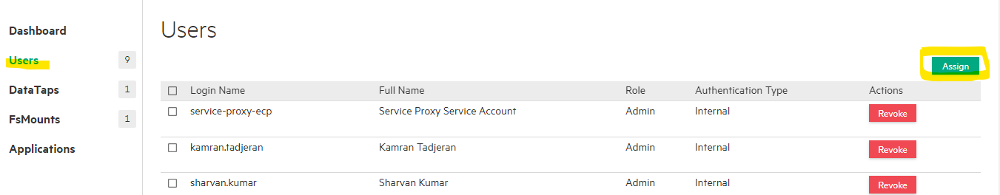 Dashboard
Users 9
DataTaps 1
FsMounts 1
Applications
Users
Assign
Login Name Full Name Role Authentication Type Actions
service-proxy-ecp Service Proxy Service Account Admin Internal Revoke
kamran.tadjeran Kamran Tadjeran Admin Internal Revoke
sharvan.kumar Sharvan Kumar Admin Internal Revoke